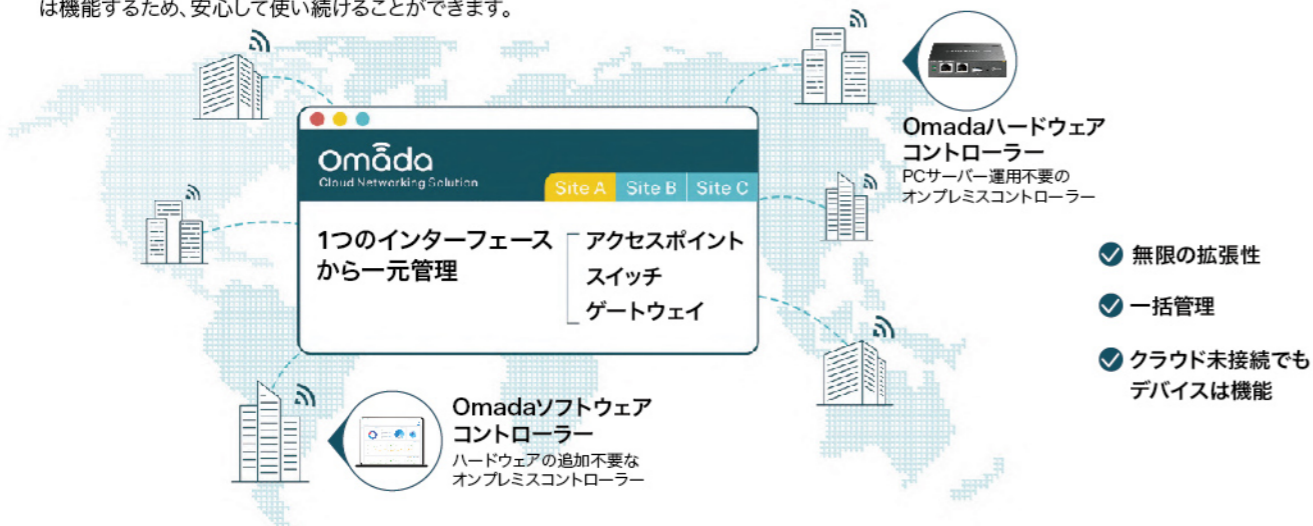 は機能するため、安心して使い続けることができます。
Omadaハードウェア
コントローラー
PCサーバー運用不要の
オンプレミスコントローラー
omada
Cloud Networking Solution
Site A
Site B
Site C
1つのインターフェース
から一元管理
アクセスポイント
スイッチ
ゲートウェイ
無限の拡張性
一括管理
クラウド未接続でも
デバイスは機能
Omadaソフトウェア
コントローラー
ハードウェアの追加不要な
オンプレミスコントローラー